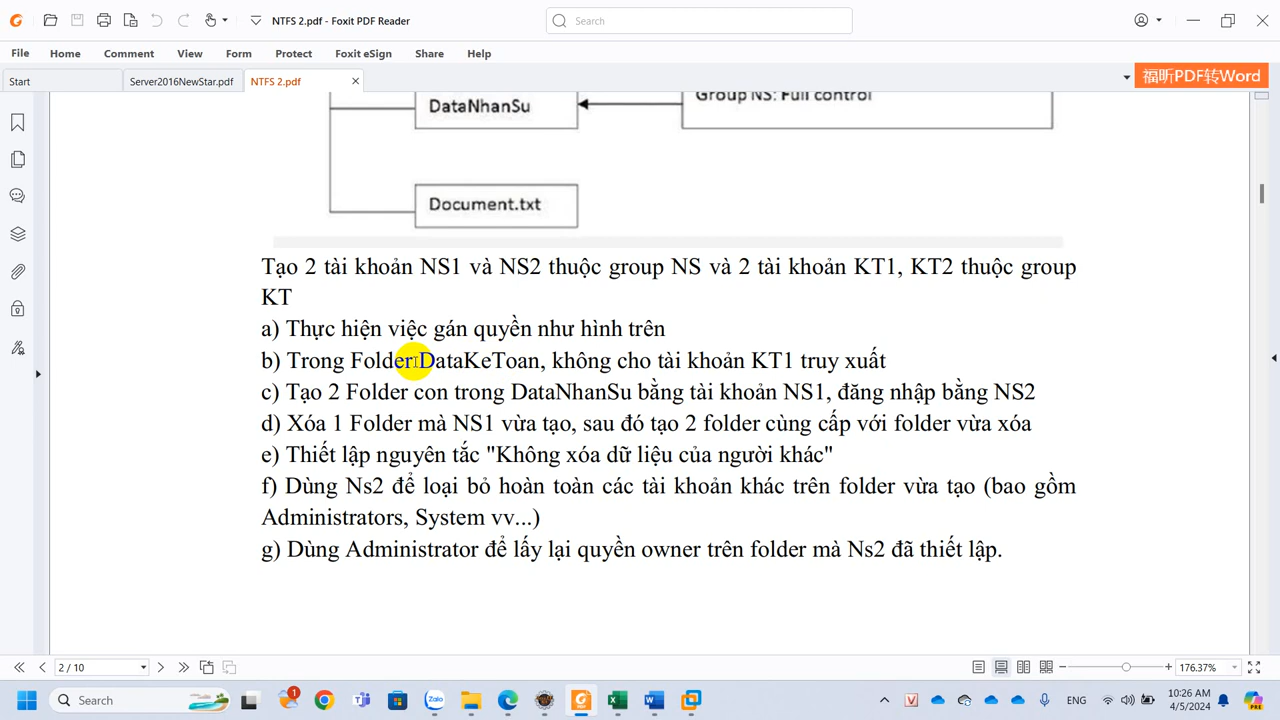 NTFS 2.pdf - Foxit PDF Reader
Search
File Home Comment View Form Protect Foxit eSign Share Help
Start
Server2016NewStar.pdf
NTFS 2.pdf
福昕PDF转Word
DataNhanSu
Group NS: Full control
Document.txt
Tạo 2 tài khoản NS1 và NS2 thuộc group NS và 2 tài khoản KT1, KT2 thuộc group
KT
a) Thực hiện việc gán quyền như hình trên
b) Trong Folder DataKeToan, không cho tài khoản KT1 truy xuất
c) Tạo 2 Folder con trong DataNhanSu bằng tài khoản NS1, đăng nhập bằng NS2
d) Xóa 1 Folder mà NS1 vừa tạo, sau đó tạo 2 folder cùng cấp với folder vừa xóa
e) Thiết lập nguyên tắc "Không xóa dữ liệu của người khác"
f) Dùng Ns2 để loại bỏ hoàn toàn các tài khoản khác trên folder vừa tạo (bao gồm
Administrators, System vv...)
g) Dùng Administrator để lấy lại quyền owner trên folder mà Ns2 đã thiết lập.
2 / 10
176.37%
Search
1
Zalo
ENG
10:26 AM
4/5/2024
PRE